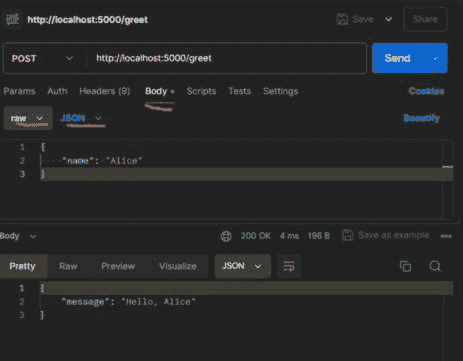 http://localhost:5000/greet
Save
Share
POST
http://localhost:5000/greet
Send
Params Auth Headers (9) Body Scripts Tests Settings Cookies
raw JSON Beautify
1 {
2 "name": "Alice"
3 }
Body 200 OK 4 ms 196 B Save as example
Pretty Raw Preview Visualize JSON
1 {
2 "message": "Hello, Alice"
3 }